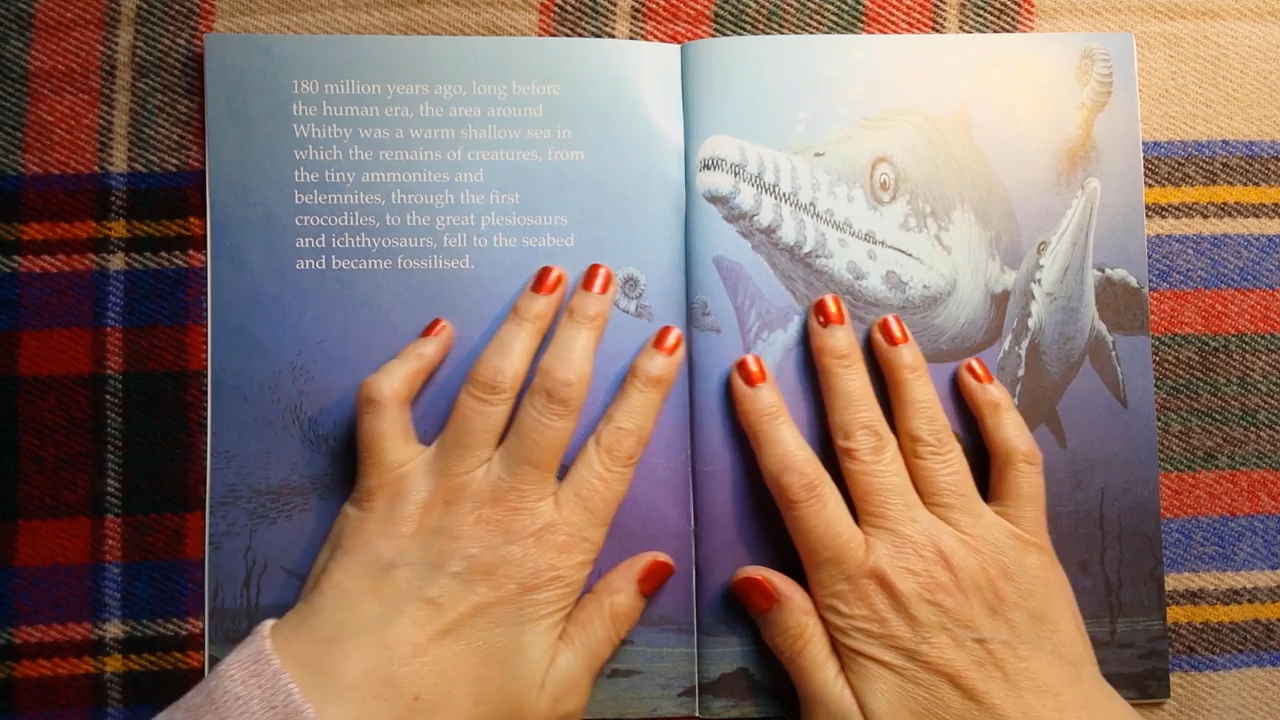 180 million years ago, long before
the human era, the area around
Whitby was a warm shallow sea in
which the remains of creatures, from
the tiny ammonites and
belemnites, through the first
crocodiles, to the great plesiosaurs
and ichthyosaurs, fell to the seabed
and became fossilised.